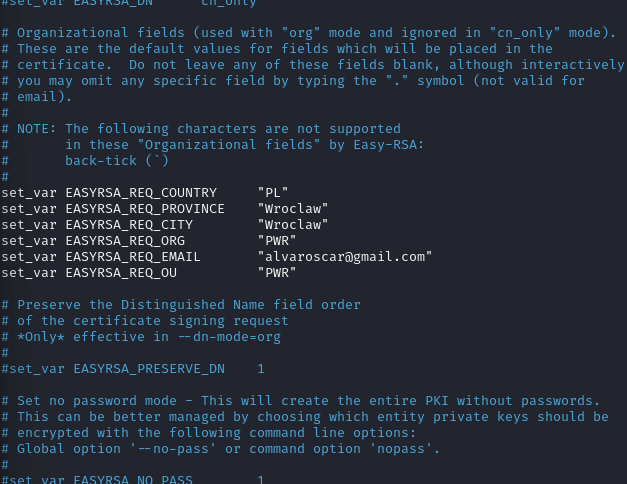 #set_var EASYRSA_DN      "cn_only"

# Organizational fields (used with "org" mode and ignored in "cn_only" mode).
# These are the default values for fields which will be placed in the
# certificate.  Do not leave any of these fields blank, although interactively
# you may omit any specific field by typing the "." symbol (not valid for
# email).
#
# NOTE: The following characters are not supported
#       in these "Organizational fields" by Easy-RSA:
#       back-tick (`)
#
set_var EASYRSA_REQ_COUNTRY     "PL"
set_var EASYRSA_REQ_PROVINCE    "Wroclaw"
set_var EASYRSA_REQ_CITY        "Wroclaw"
set_var EASYRSA_REQ_ORG         "PWR"
set_var EASYRSA_REQ_EMAIL       "alvaroscar@gmail.com"
set_var EASYRSA_REQ_OU          "PWR"

# Preserve the Distinguished Name field order
# of the certificate signing request
# *Only* effective in --dn-mode=org
#
#set_var EASYRSA_PRESERVE_DN    1

# Set no password mode - This will create the entire PKI without passwords.
# This can be better managed by choosing which entity private keys should be
# encrypted with the following command line options:
# Global option '--no-pass' or command option 'nopass'.
#
#set_var EASYRSA_NO_PASS        1